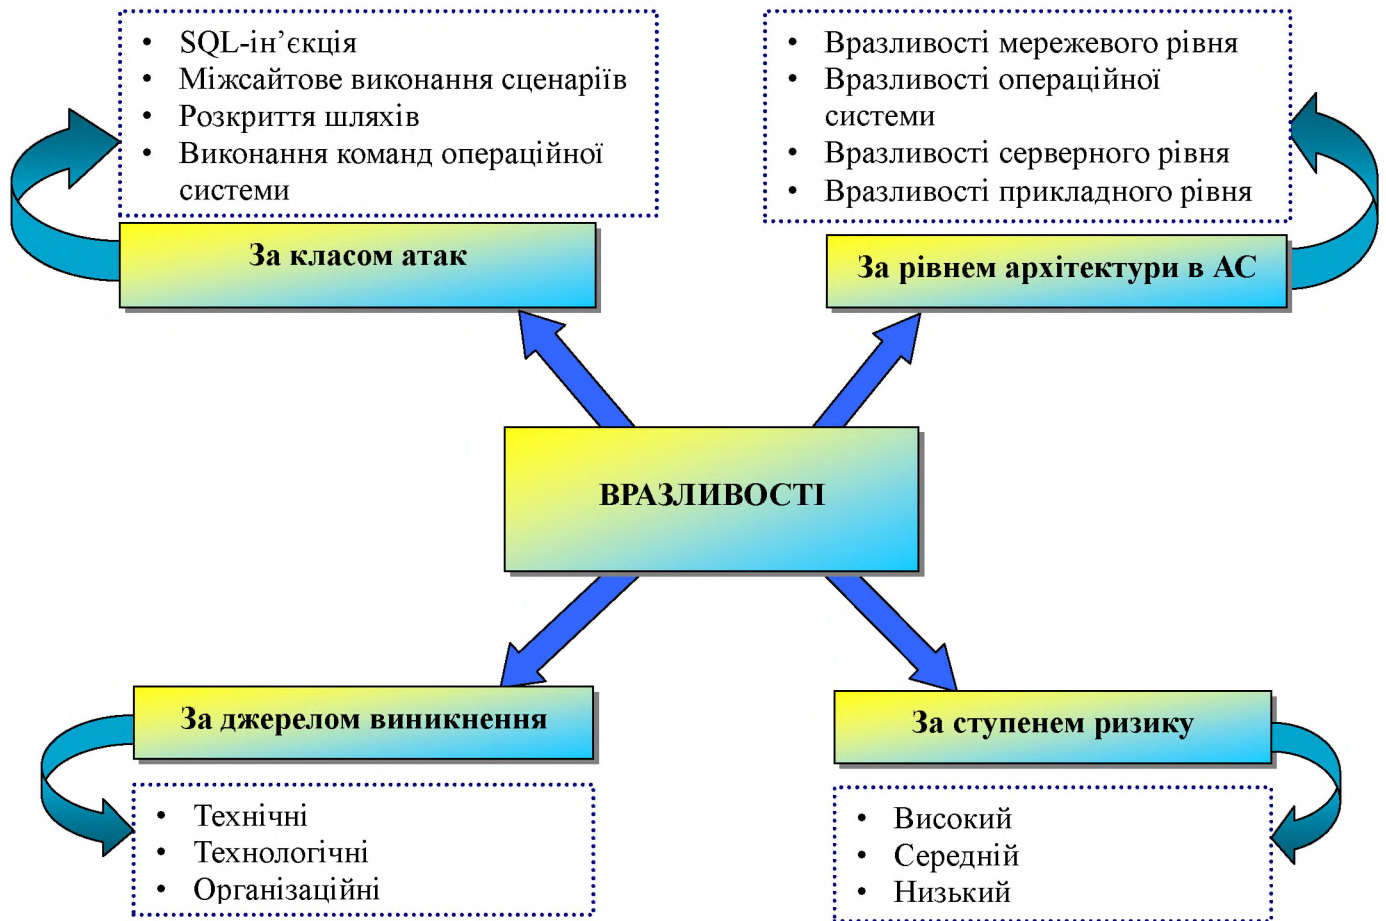 • SQL-ін’єкція
• Міжсайтове виконання сценаріїв
• Розкриття шляхів
• Виконання команд операційної
системи
За класом атак
• Вразливості мережевого рівня
• Вразливості операційної
системи
• Вразливості серверного рівня
• Вразливості прикладного рівня
За рівнем архітектури в АС
ВРАЗЛИВОСТІ
За джерелом виникнення
• Технічні
• Технологічні
• Організаційні
За ступенем ризику
• Високий
• Середній
• Низький